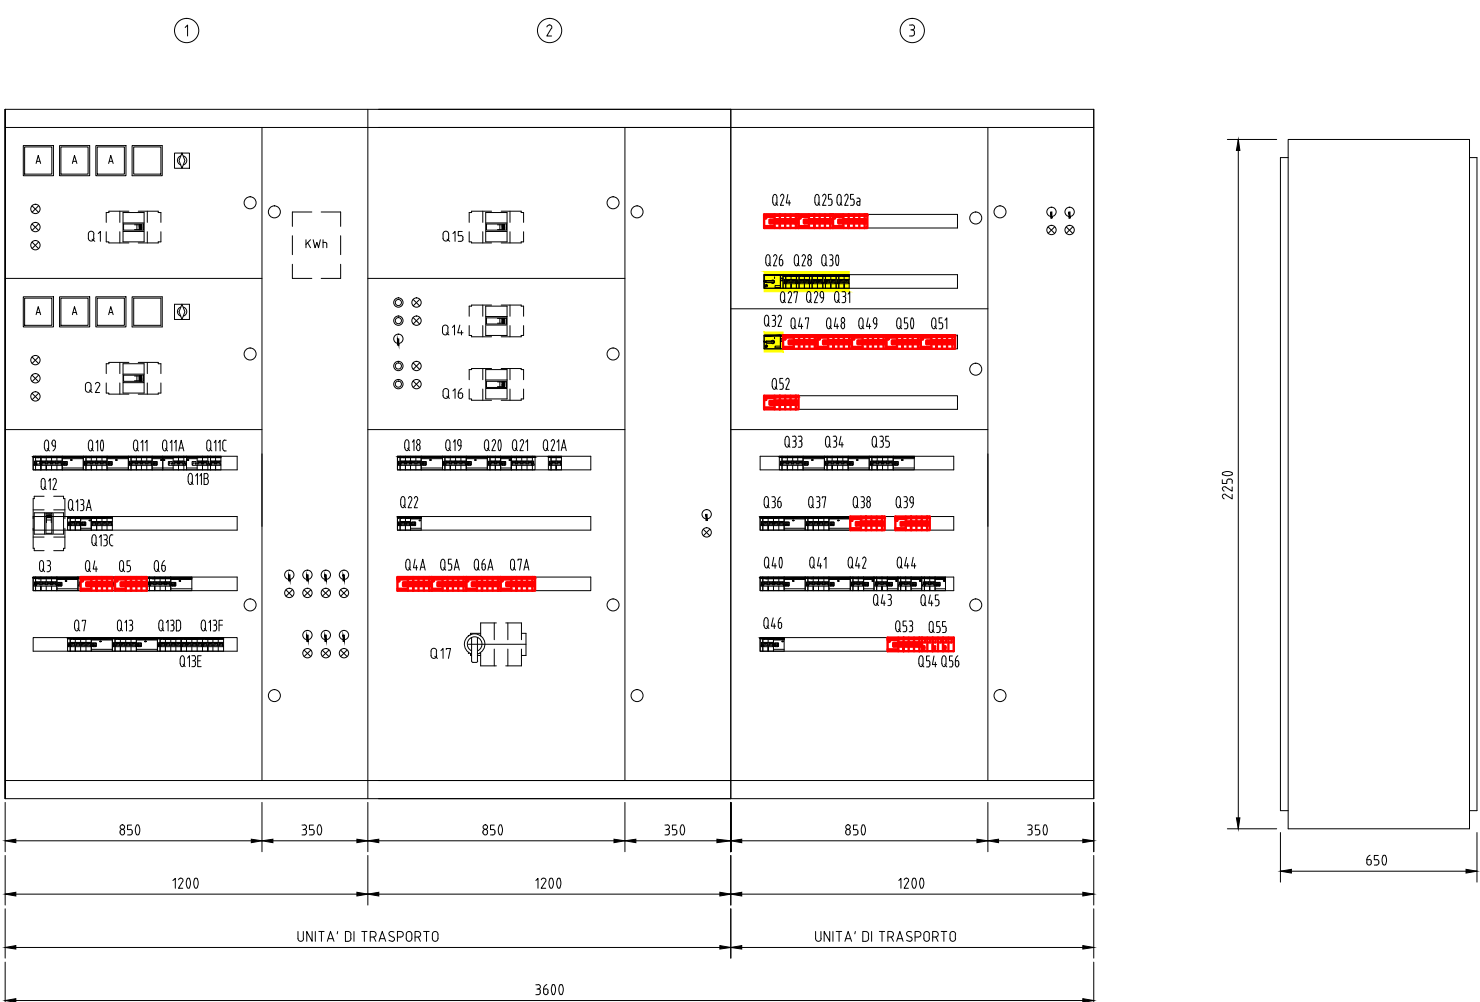 1 2 3
A A A
Q1
KWh
Q15
Q24 Q25 Q25a
Q26 Q28 Q30
Q27 Q29 Q31
A A A
Q2
Q14
Q16
Q32 Q47 Q48 Q49 Q50 Q51
Q52
Q9 Q10 Q11 Q11A Q11C
Q11B
Q18 Q19 Q20 Q21 Q21A
Q33 Q34 Q35
Q12
Q13A
Q13C
Q22
Q36 Q37 Q38 Q39
Q3 Q4 Q5 Q6
Q4A Q5A Q6A Q7A
Q40 Q41 Q42 Q44
Q43 Q45
Q7 Q13 Q13D Q13F
Q13E
Q17
Q46 Q53 Q55
Q54 Q56
2250
850 350 850 350 850 350
650
1200 1200 1200
UNITA' DI TRASPORTO UNITA' DI TRASPORTO
3600